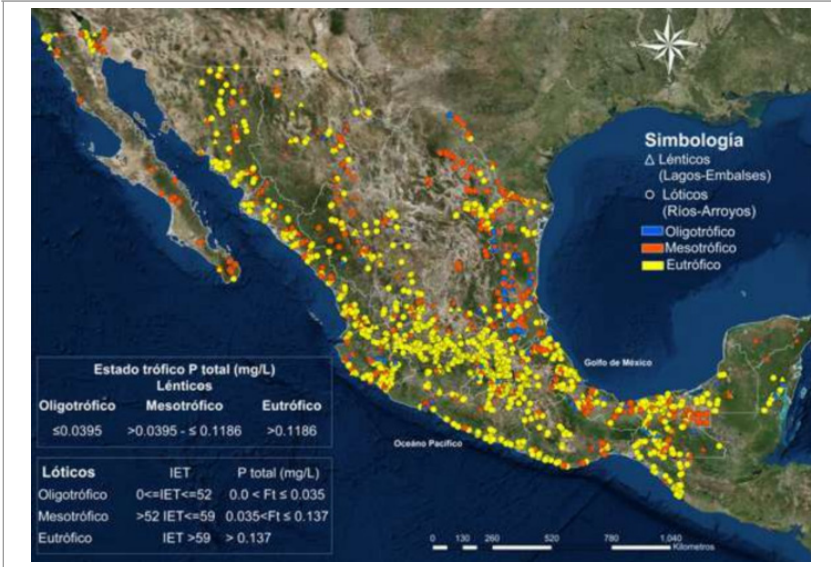 Simbología
Lénticos
(Lagos-Embalses)
Lóticos
(Ríos-Arroyos)
Oligotrófico
Mesotrófico
Eutrófico
Golfo de México
Océano Pacífico
Estado trófico P total (mg/L)
Lénticos
Oligotrófico Mesotrófico Eutrófico
≤0.0395 >0.0395 - ≤ 0.1186 >0.1186
Lóticos IET P total (mg/L)
Oligotrófico 0<=IET<=52 0.0 < Ft ≤ 0.035
Mesotrófico >52 IET<=59 0.035<Ft ≤ 0.137
Eutrófico IET >59 > 0.137
0 130 260 520 780 1,040
Kilometros